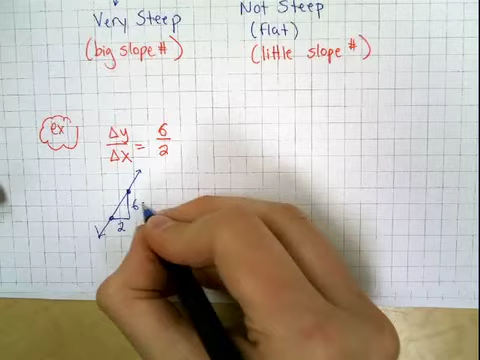 Very Steep
(big slope #)
Not Steep
(flat)
(little slope #)
ex
Δy/Δx = 6/2
6
2